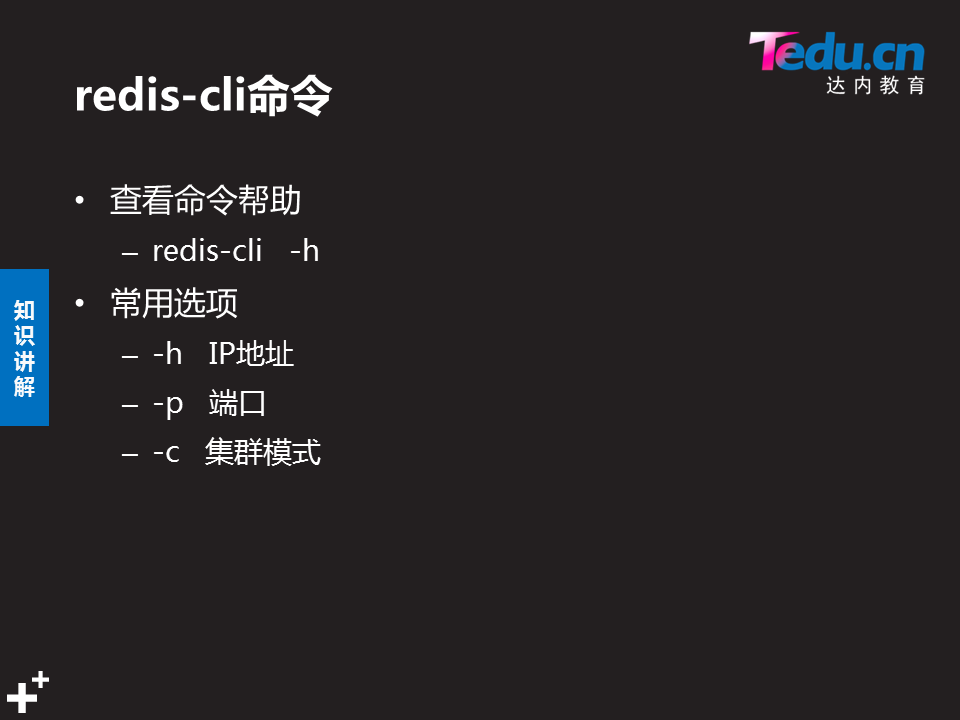 Tedu.cn
达内教育
redis-cli命令
• 查看命令帮助
– redis-cli -h
• 常用选项
– -h IP地址
– -p 端口
– -c 集群模式
知识讲解